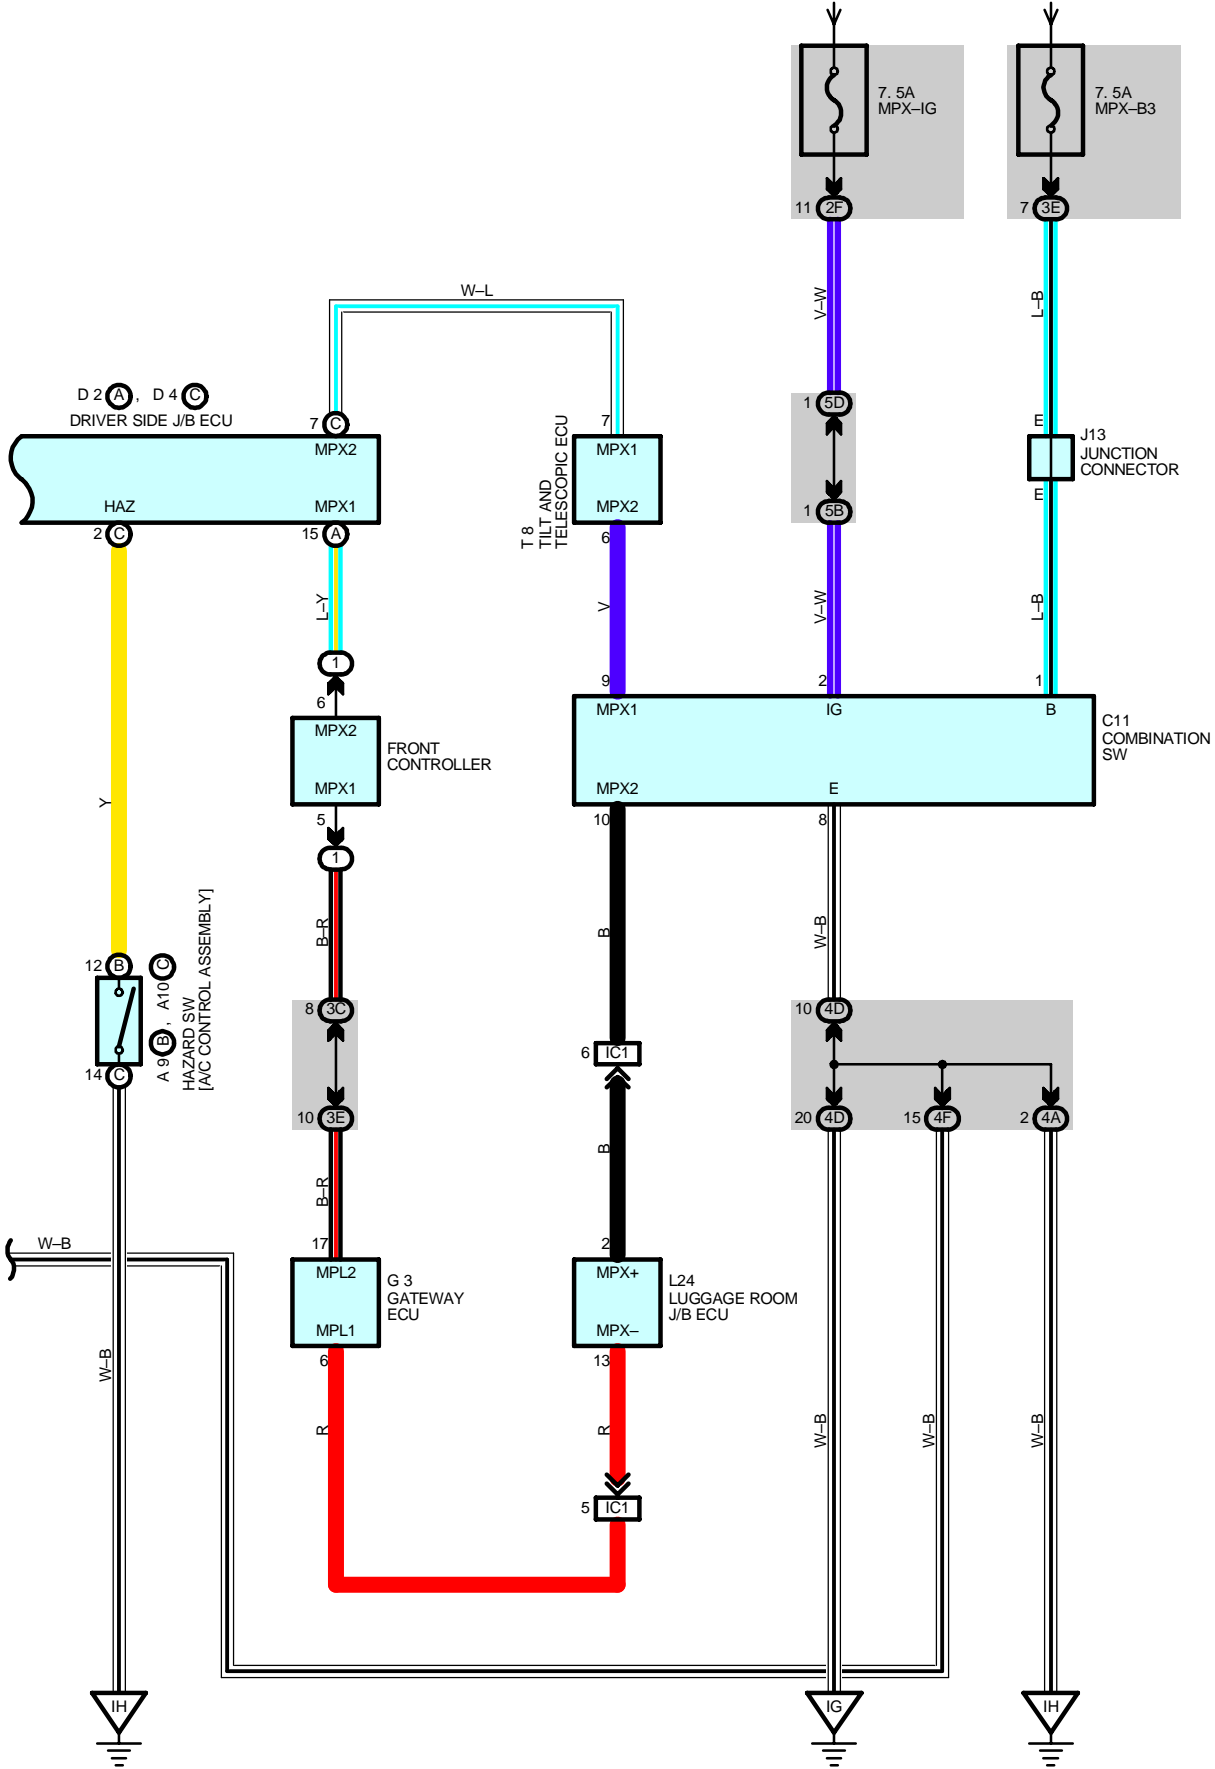 7. 5A
MPX–IG
7. 5A
MPX–B3
11 2F
7 3E
W–L
V–W
L–B
D 2 A , D 4 C
DRIVER SIDE J/B ECU
7 C
MPX2
HAZ
MPX1
2 C
15 A
7
MPX1
MPX2
6
T 8
TILT AND
TELESCOPIC ECU
1 5D
1 5B
E
E
J13
JUNCTION
CONNECTOR
L–Y
V
V–W
L–B
1
6
MPX2
MPX1
5
1
FRONT
CONTROLLER
9
2
1
MPX1
IG
B
MPX2
E
C11
COMBINATION
SW
10
8
Y
B–R
B
W–B
12 B
14 C
A 9 B , A10 C
HAZARD SW
[A/C CONTROL ASSEMBLY]
8 3C
10 3E
6 IC1
10 4D
20 4D
15 4F
2 4A
B–R
B
W–B
17
MPL2
MPL1
6
G 3
GATEWAY
ECU
2
MPX+
MPX–
13
L24
LUGGAGE ROOM
J/B ECU
W–B
R
R
W–B
W–B
W–B
5 IC1
IH
IG
IH